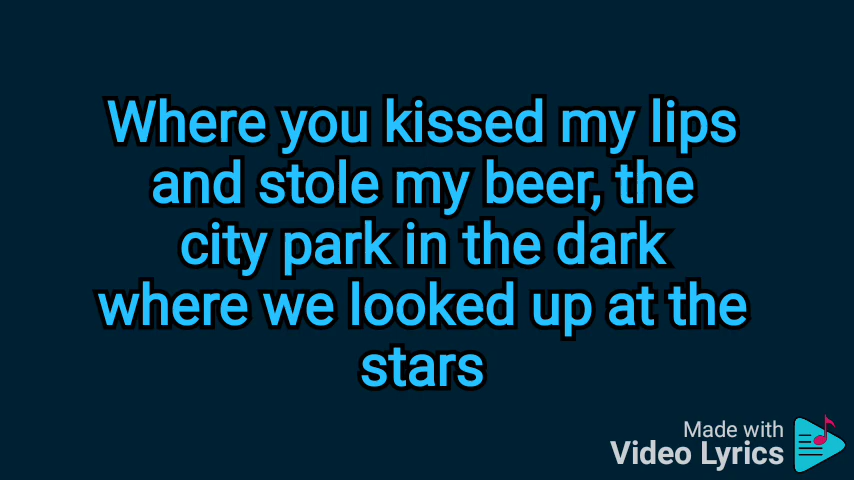 Where you kissed my lips
and stole my beer, the
city park in the dark
where we looked up at the
stars
Made with
Video Lyrics